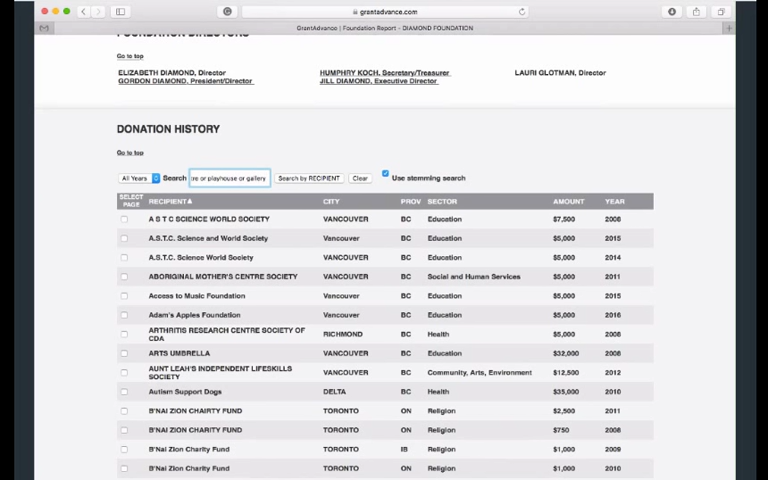 grantadvance.com
GrantAdvance | Foundation Report - DIAMOND FOUNDATION
FOUNDATION DIRECTORS
Go to top
ELIZABETH DIAMOND, Director HUMPHRY KOCH, Secretary/Treasurer LAURI GLOTMAN, Director
GORDON DIAMOND, President/Director JILL DIAMOND, Executive Director
DONATION HISTORY
Go to top
All Years Search re or playhouse or gallery Search by RECIPIENT Clear Use stemming search
SELECT PAGE RECIPIENT CITY PROV SECTOR AMOUNT YEAR
A S T C SCIENCE WORLD SOCIETY VANCOUVER BC Education $7,500 2008
A.S.T.C. Science and World Society Vancouver BC Education $5,000 2015
A.S.T.C. Science World Society VANCOUVER BC Education $5,000 2014
ABORIGINAL MOTHER'S CENTRE SOCIETY VANCOUVER BC Social and Human Services $5,000 2011
Access to Music Foundation Vancouver BC Education $5,000 2015
Adam's Apples Foundation Vancouver BC Education $5,000 2016
ARTHRITIS RESEARCH CENTRE SOCIETY OF
CDA RICHMOND BC Health $5,000 2008
ARTS UMBRELLA VANCOUVER BC Education $32,000 2008
AUNT LEAH'S INDEPENDENT LIFESKILLS
SOCIETY VANCOUVER BC Community, Arts, Environment $12,500 2012
Autism Support Dogs DELTA BC Health $35,000 2010
B'NAI ZION CHAIRTY FUND TORONTO ON Religion $2,500 2011
B'NAI ZION CHARITY FUND TORONTO ON Religion $750 2008
B'Nai Zion Charity Fund TORONTO IB Religion $1,000 2009
B'Nai Zion Charity Fund TORONTO ON Religion $1,000 2010